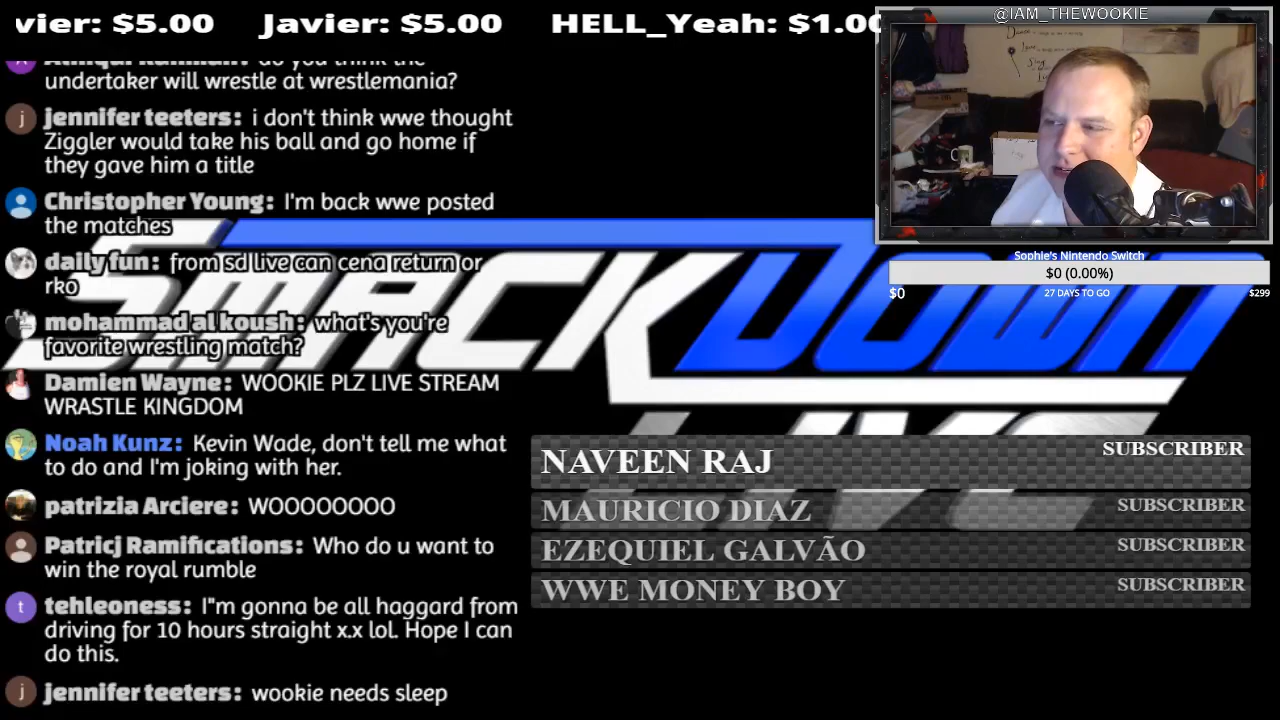 vier: $5.00 Javier: $5.00 HELL_Yeah: $1.00
@IAM_THEWOOKIE
do you think the
undertaker will wrestle at wrestlemania?
jennifer teeters: i don't think wwe thought
Ziggler would take his ball and go home if
they gave him a title
Christopher Young: I'm back wwe posted
the matches
daily fun: from sd live can cena return or
rko
mohammad al koush: what's you're
favorite wrestling match?
Damien Wayne: WOOKIE PLZ LIVE STREAM
WRASTLE KINGDOM
Noah Kunz: Kevin Wade, don't tell me what
to do and I'm joking with her.
patrizia Arciere: WOOOOOOOO
Patricj Ramifications: Who do u want to
win the royal rumble
tehleoness: I"m gonna be all haggard from
driving for 10 hours straight x.x lol. Hope I can
do this.
jennifer teeters: wookie needs sleep
Sophie's Nintendo Switch
$0 (0.00%)
$0 27 DAYS TO GO $299
SMACKDOWN
LIVE
NAVEEN RAJ SUBSCRIBER
MAURICIO DIAZ SUBSCRIBER
EZEQUIEL GALVÃO SUBSCRIBER
WWE MONEY BOY SUBSCRIBER